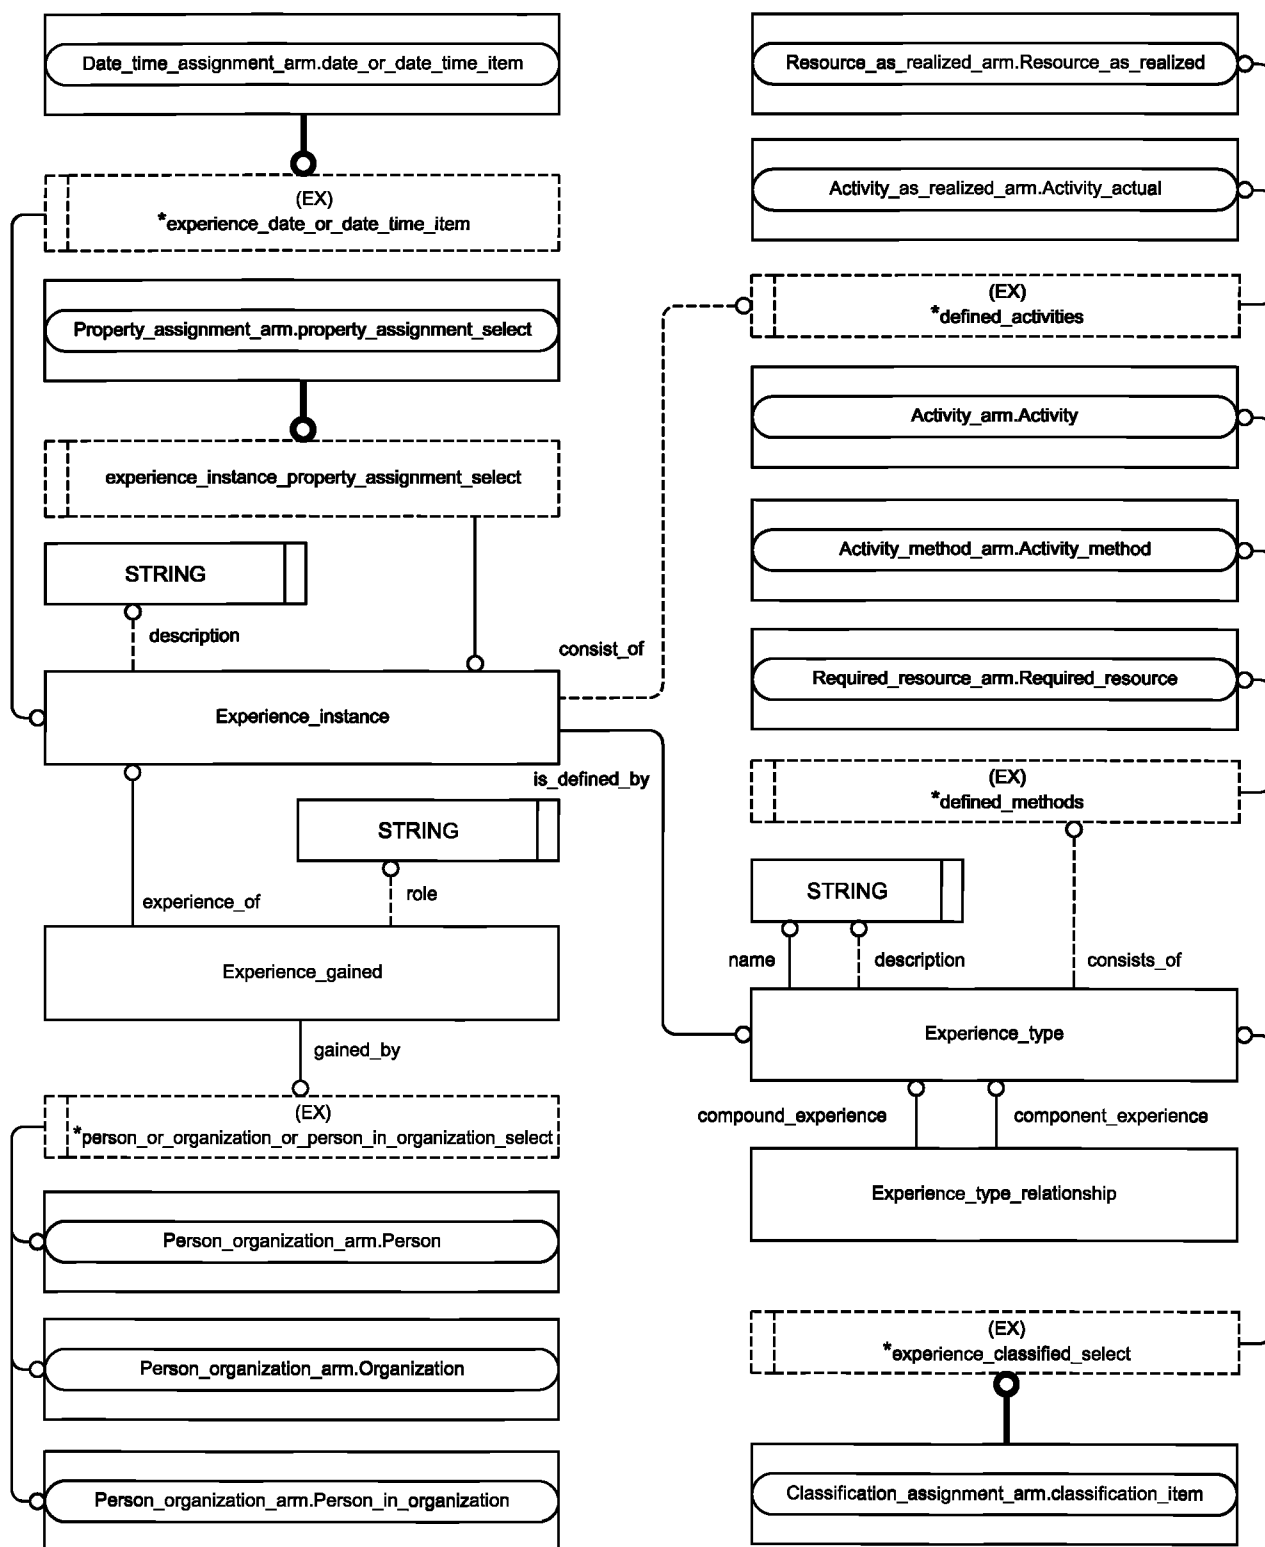 Date_time_assignment_arm.date_or_date_time_item
(EX)
*experience_date_or_date_time_item
Property_assignment_arm.property_assignment_select
experience_instance_property_assignment_select
STRING
description
Experience_instance
consist_of
is_defined_by
STRING
role
experience_of
Experience_gained
gained_by
(EX)
*person_or_organization_or_person_in_organization_select
Person_organization_arm.Person
Person_organization_arm.Organization
Person_organization_arm.Person_in_organization
Resource_as_realized_arm.Resource_as_realized
Activity_as_realized_arm.Activity_actual
(EX)
*defined_activities
Activity_arm.Activity
Activity_method_arm.Activity_method
Required_resource_arm.Required_resource
(EX)
*defined_methods
STRING
name
description
consists_of
Experience_type
compound_experience
component_experience
Experience_type_relationship
(EX)
*experience_classified_select
Classification_assignment_arm.classification_item